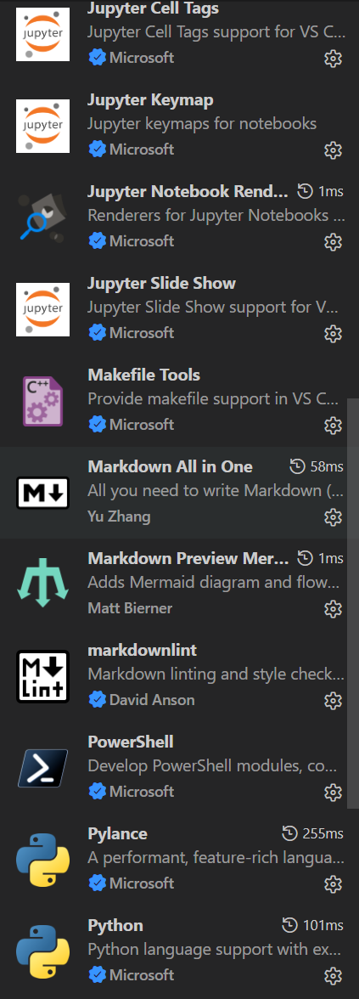 Jupyter Cell Tags
jupyter
Jupyter Cell Tags support for VS C...
Microsoft
Jupyter Keymap
jupyter
Jupyter keymaps for notebooks
Microsoft
Jupyter Notebook Rend... 1ms
Renderers for Jupyter Notebooks ...
Microsoft
Jupyter Slide Show
jupyter
Jupyter Slide Show support for V...
Microsoft
Makefile Tools
C++
Provide makefile support in VS C...
Microsoft
Markdown All in One 58ms
M
All you need to write Markdown (...
Yu Zhang
Markdown Preview Mer... 1ms
Adds Mermaid diagram and flow...
Matt Bierner
markdownlint
M
Lint
Markdown linting and style check...
David Anson
PowerShell
Develop PowerShell modules, co...
Microsoft
Pylance 255ms
A performant, feature-rich langua...
Microsoft
Python 101ms
Python language support with ex...
Microsoft